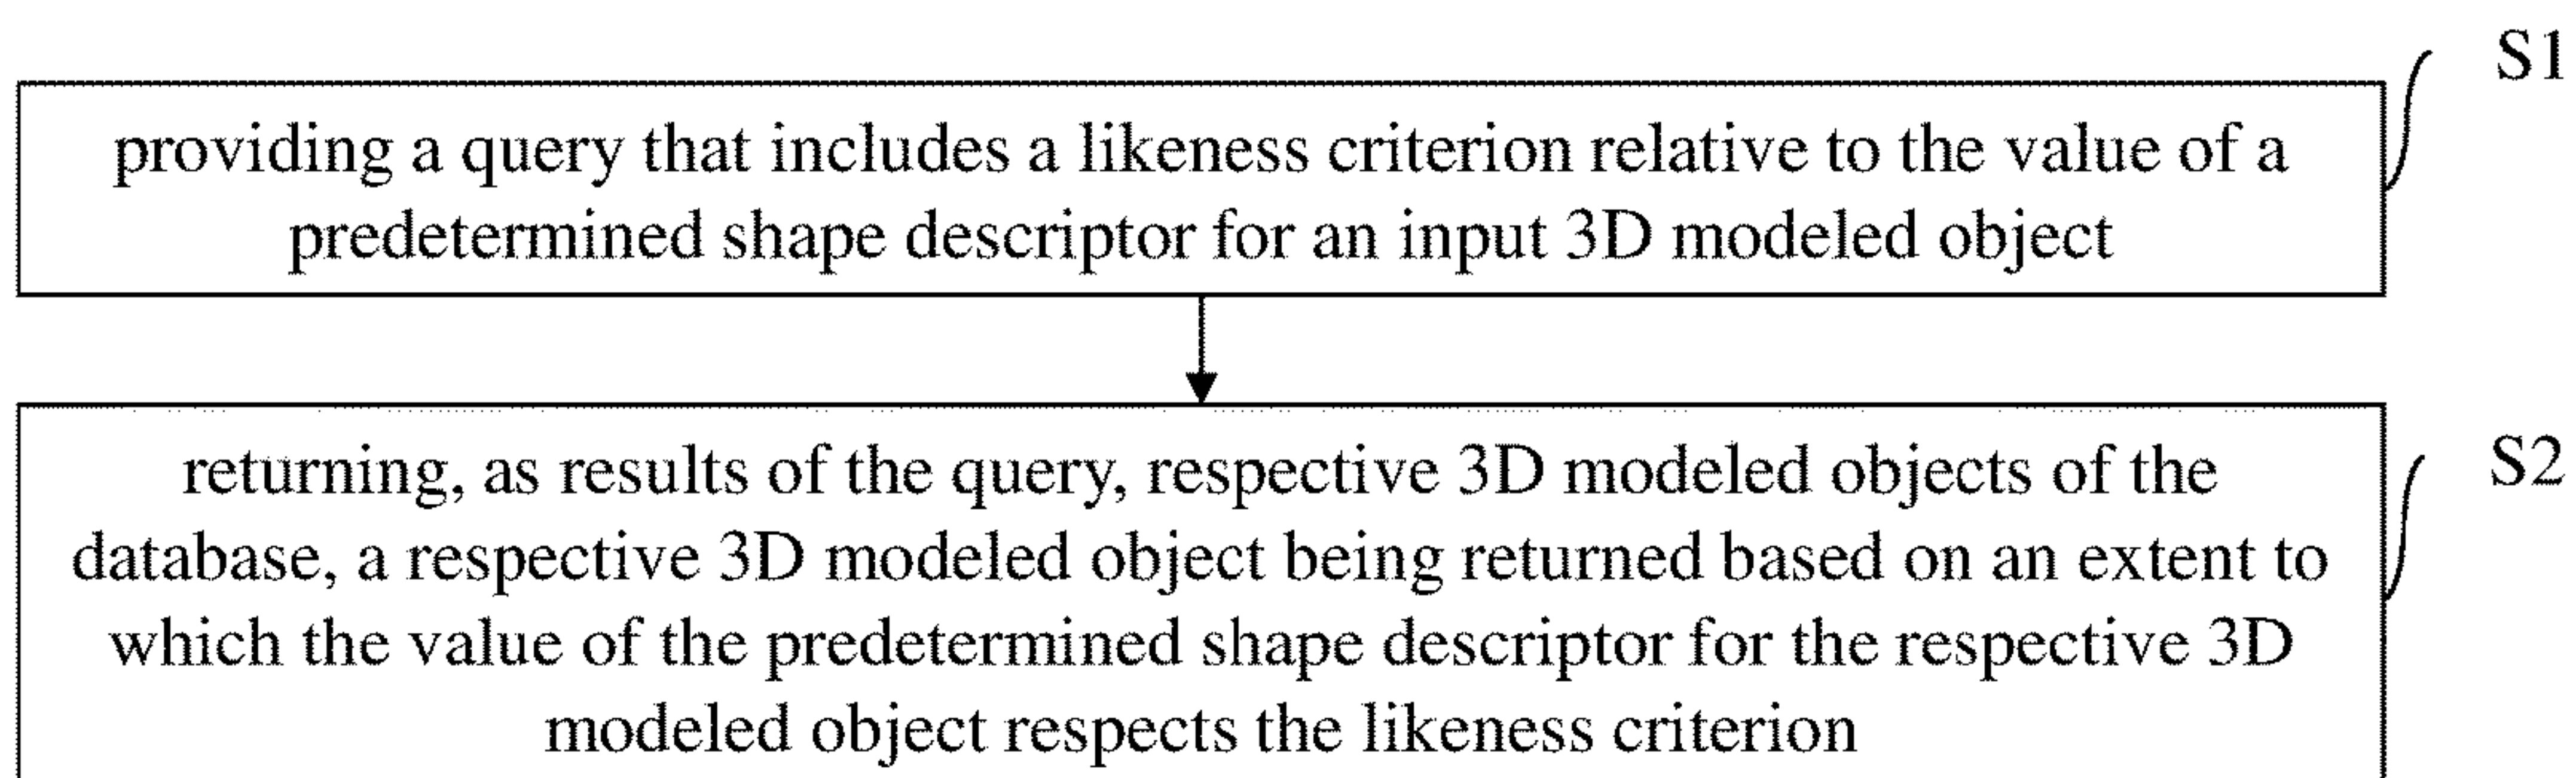 S1
providing a query that includes a likeness criterion relative to the value of a
predetermined shape descriptor for an input 3D modeled object
returning, as results of the query, respective 3D modeled objects of the
S2
database, a respective 3D modeled object being returned based on an extent to
which the value of the predetermined shape descriptor for the respective 3D
modeled object respects the likeness criterion